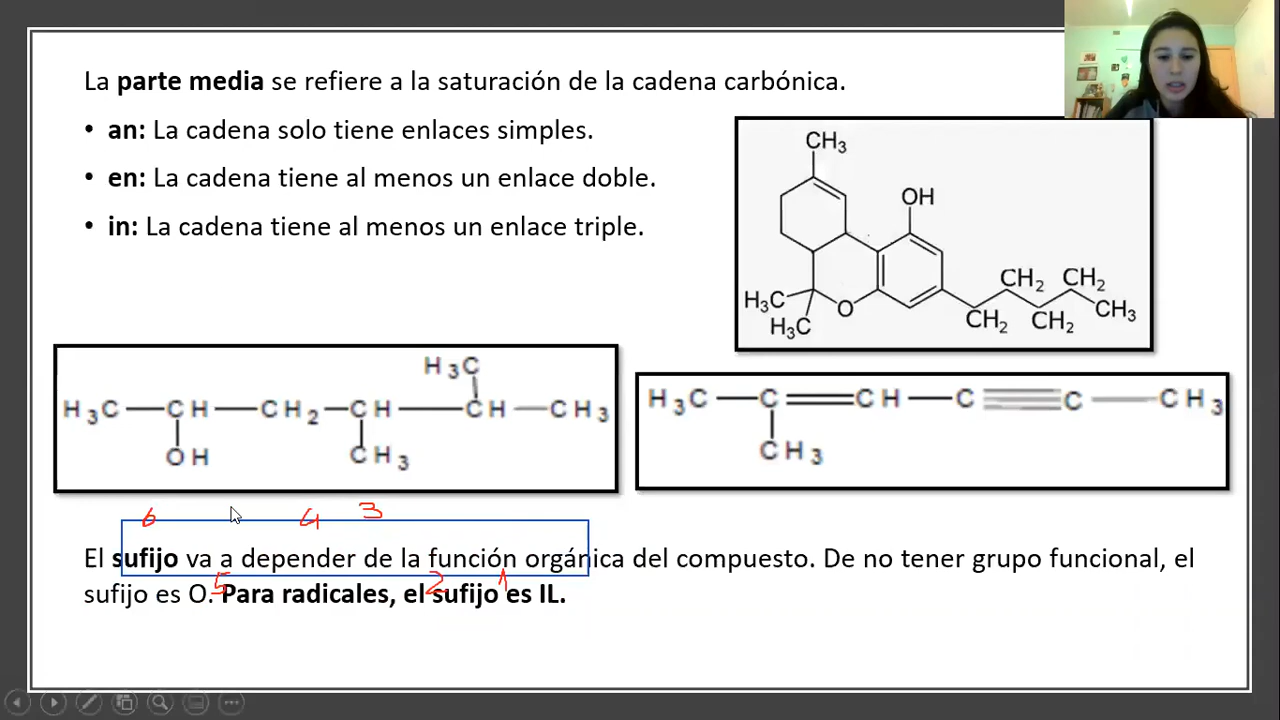 La parte media se refiere a la saturación de la cadena carbónica.
• an: La cadena solo tiene enlaces simples.
• en: La cadena tiene al menos un enlace doble.
• in: La cadena tiene al menos un enlace triple.
CH3
OH
CH2 CH2
H3C O CH2 CH2 CH3
H3C
H3C
H3C CH CH2 CH CH CH3
OH CH3
H3C C CH C C CH3
CH3
6 4 3
El sufijo va a depender de la función orgánica del compuesto. De no tener grupo funcional, el
5 2 1
sufijo es O. Para radicales, el sufijo es IL.